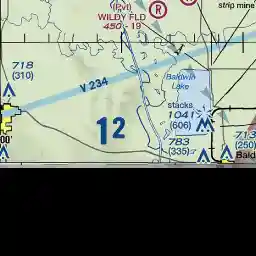 (Pvt)
WILDY FLD
450 - 19
R
R
strip mine
718
(310)
V 234
Baldwin
Lake
stacks
1041
(606)
12
00'
783
(335)
713
(250)
Bald